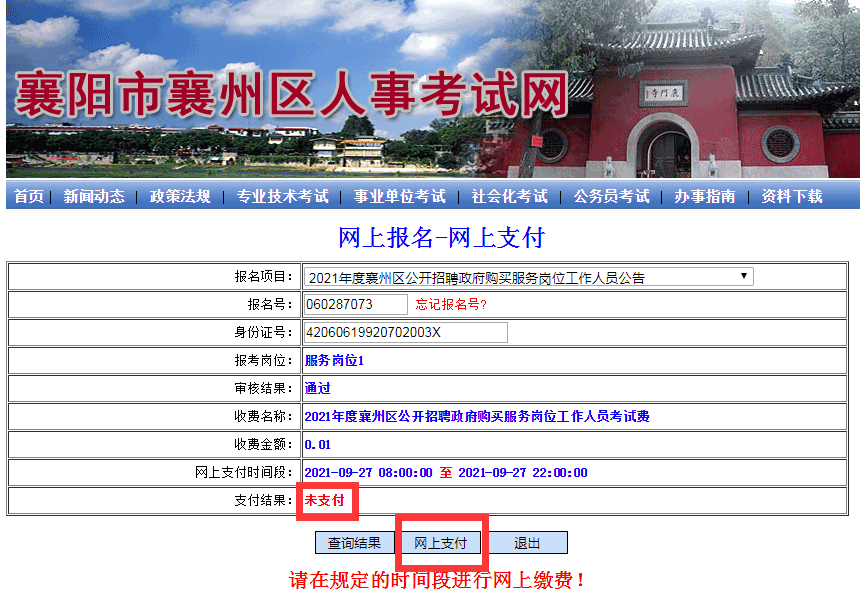 襄阳市襄州区人事考试网
鹿門寺
首页 | 新闻动态 | 政策法规 | 专业技术考试 | 事业单位考试 | 社会化考试 | 公务员考试 | 办事指南 | 资料下载
网上报名-网上支付
报名项目： 2021年度襄州区公开招聘政府购买服务岗位工作人员公告
报名号： 060287073 忘记报名号?
身份证号： 42060619920702003X
报考岗位： 服务岗位1
审核结果： 通过
收费名称： 2021年度襄州区公开招聘政府购买服务岗位工作人员考试费
收费金额： 0.01
网上支付时间段： 2021-09-27 08:00:00 至 2021-09-27 22:00:00
支付结果： 未支付
查询结果 网上支付 退出
请在规定的时间段进行网上缴费！